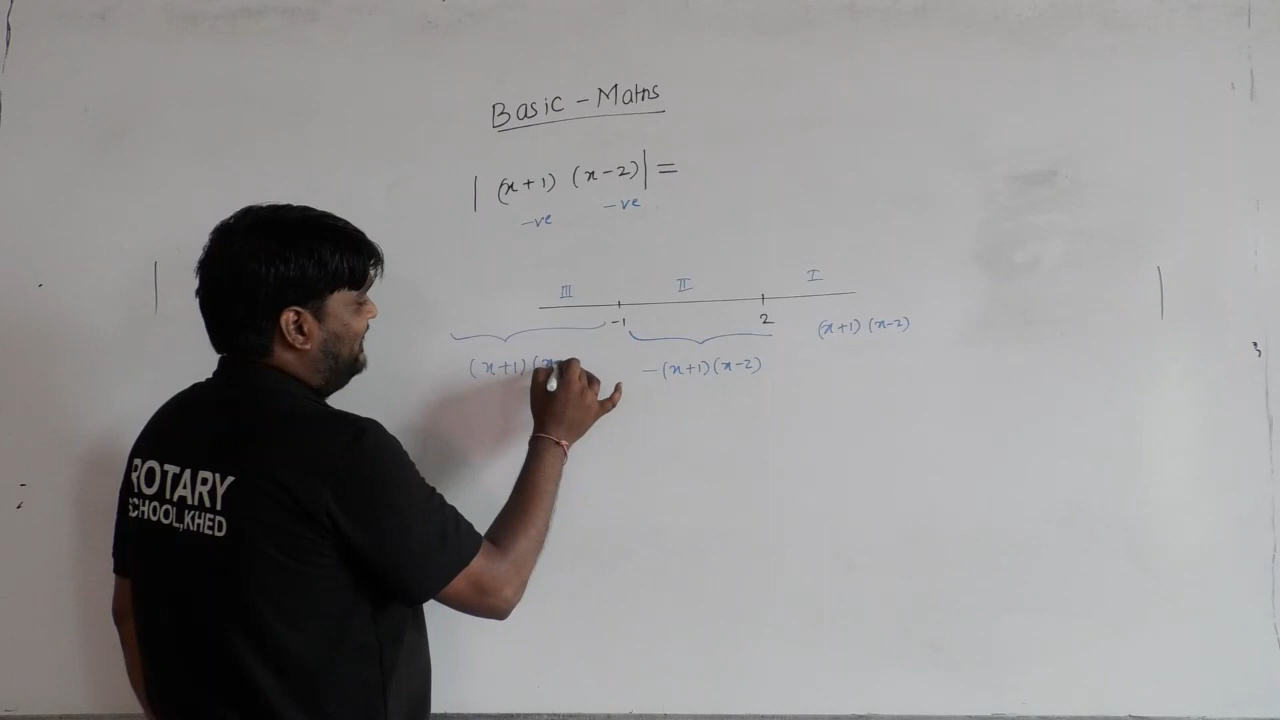 Basic - Maths
| (x+1) (x-2)| =
-ve -ve
III II I
-1 2
(x+1) (x-2)
(x+1) (x -(x+1)(x-2)
ROTARY
SCHOOL,KHED